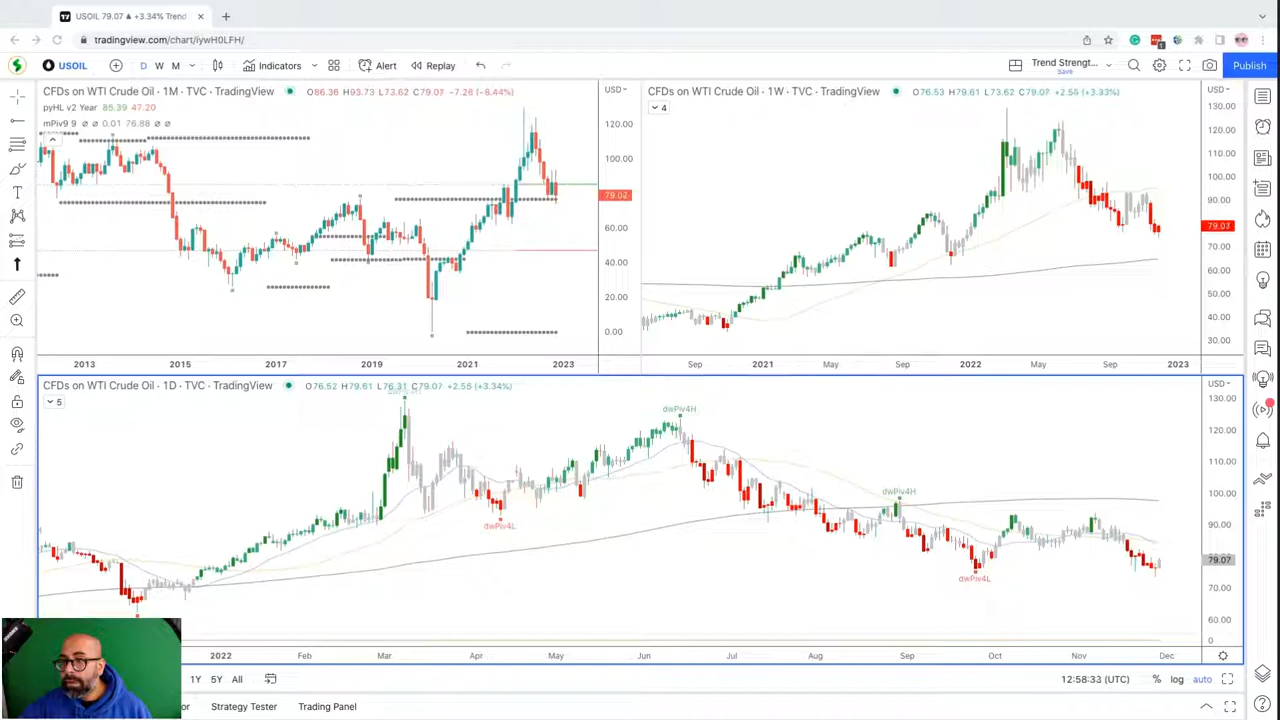 USOIL 79.07 ▲ +3.34% Trend
tradingview.com/chart/iywH0LFH/
USOIL D W M Indicators Alert Replay Trend Strengt... Save Publish
CFDs on WTI Crude Oil · 1M · TVC · TradingView O86.36 H93.73 L73.62 C79.07 −7.28 (−8.44%)
pyHL v2 Year 85.39 47.20
mPiv9 9 ø ø 0.01 76.88 ø ø
USD
120.00
100.00
79.07
60.00
40.00
20.00
0.00
2013 2015 2017 2019 2021 2023
CFDs on WTI Crude Oil · 1W · TVC · TradingView O76.53 H79.61 L73.62 C79.07 +2.54 (+3.33%)
4
USD
130.00
120.00
100.00
90.00
79.03
70.00
60.00
50.00
40.00
30.00
Sep 2021 May Sep 2022 May Sep 2023
CFDs on WTI Crude Oil · 1D · TVC · TradingView O76.52 H79.61 L76.31 C79.07 +2.55 (+3.34%)
5
USD
130.00
120.00
110.00
100.00
90.00
79.07
70.00
60.00
0
dwPiv4H
dwPiv4H
dwPiv4L
dwPiv4L
2022 Feb Mar Apr May Jun Jul Aug Sep Oct Nov Dec
1Y 5Y All 12:58:33 (UTC) % log auto
Strategy Tester Trading Panel